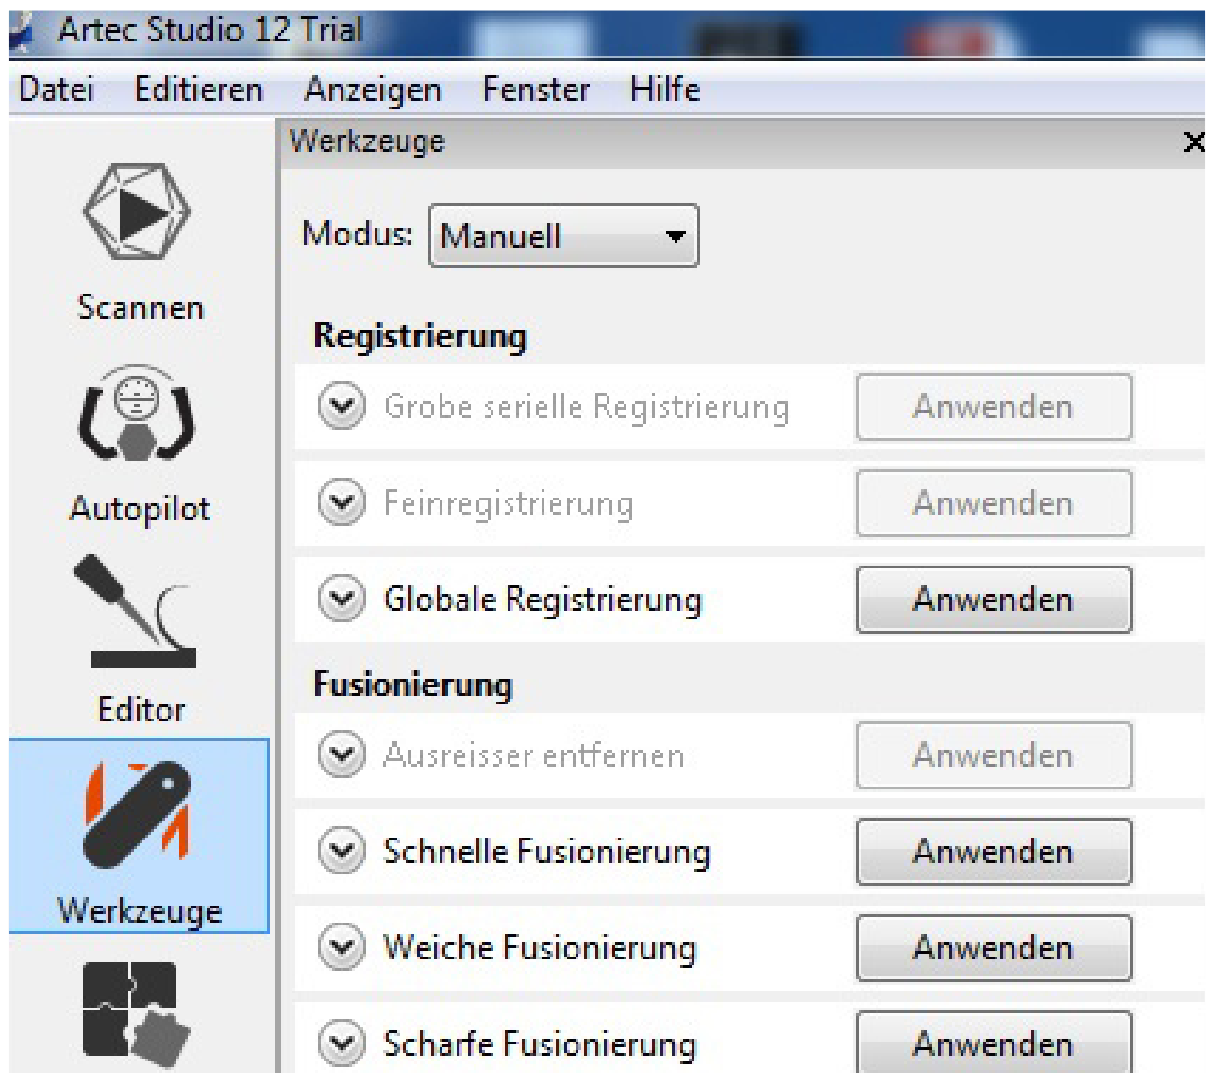 Artec Studio 12 Trial
Datei Editieren Anzeigen Fenster Hilfe
Werkzeuge
Modus: Manuell
Scannen
Registrierung
Grobe serielle Registrierung Anwenden
Autopilot
Feinregistrierung Anwenden
Globale Registrierung Anwenden
Editor
Fusionierung
Ausreisser entfernen Anwenden
Schnelle Fusionierung Anwenden
Werkzeuge
Weiche Fusionierung Anwenden
Scharfe Fusionierung Anwenden